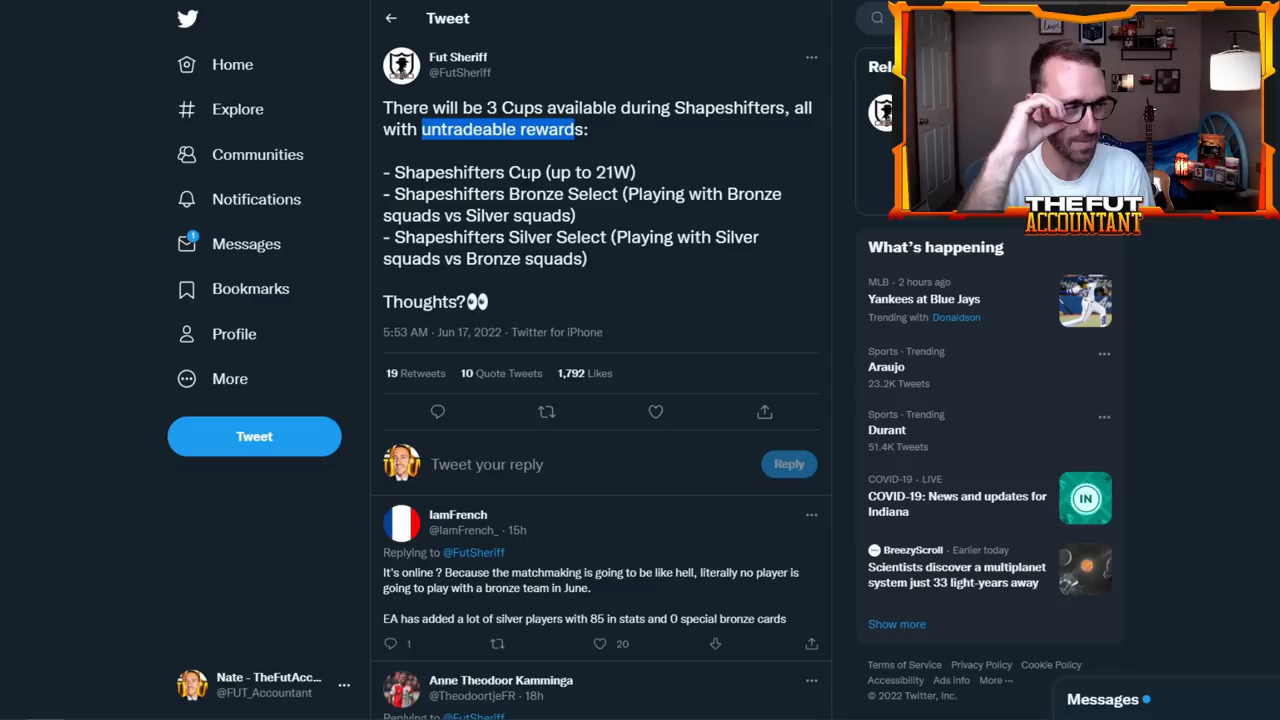 Home
Explore
Communities
Notifications
1
Messages
Bookmarks
Profile
More
Tweet
Nate - TheFutAcc...
@FUT_Accountant
Tweet
Fut Sheriff
@FutSheriff
There will be 3 Cups available during Shapeshifters, all
with untradeable rewards:
- Shapeshifters Cup (up to 21W)
- Shapeshifters Bronze Select (Playing with Bronze
squads vs Silver squads)
- Shapeshifters Silver Select (Playing with Silver
squads vs Bronze squads)
Thoughts?👀
5:53 AM · Jun 17, 2022 · Twitter for iPhone
19 Retweets 10 Quote Tweets 1,792 Likes
Tweet your reply
Reply
IamFrench
@IamFrench_ · 15h
Replying to @FutSheriff
It's online ? Because the matchmaking is going to be like hell, literally no player is
going to play with a bronze team in June.
EA has added a lot of silver players with 85 in stats and 0 special bronze cards
1
20
Anne Theodoor Kamminga
@TheodoortjeFR · 18h
Replying to @FutSheriff
THE FUT
ACCOUNTANT
What's happening
MLB · 2 hours ago
Yankees at Blue Jays
Trending with Donaldson
Sports · Trending
Araujo
23.2K Tweets
Sports · Trending
Durant
51.4K Tweets
COVID-19 · LIVE
COVID-19: News and updates for
Indiana
IN
BreezyScroll · Earlier today
Scientists discover a multiplanet
system just 33 light-years away
Show more
Terms of Service Privacy Policy Cookie Policy
Accessibility Ads info More ···
© 2022 Twitter, Inc.
Messages